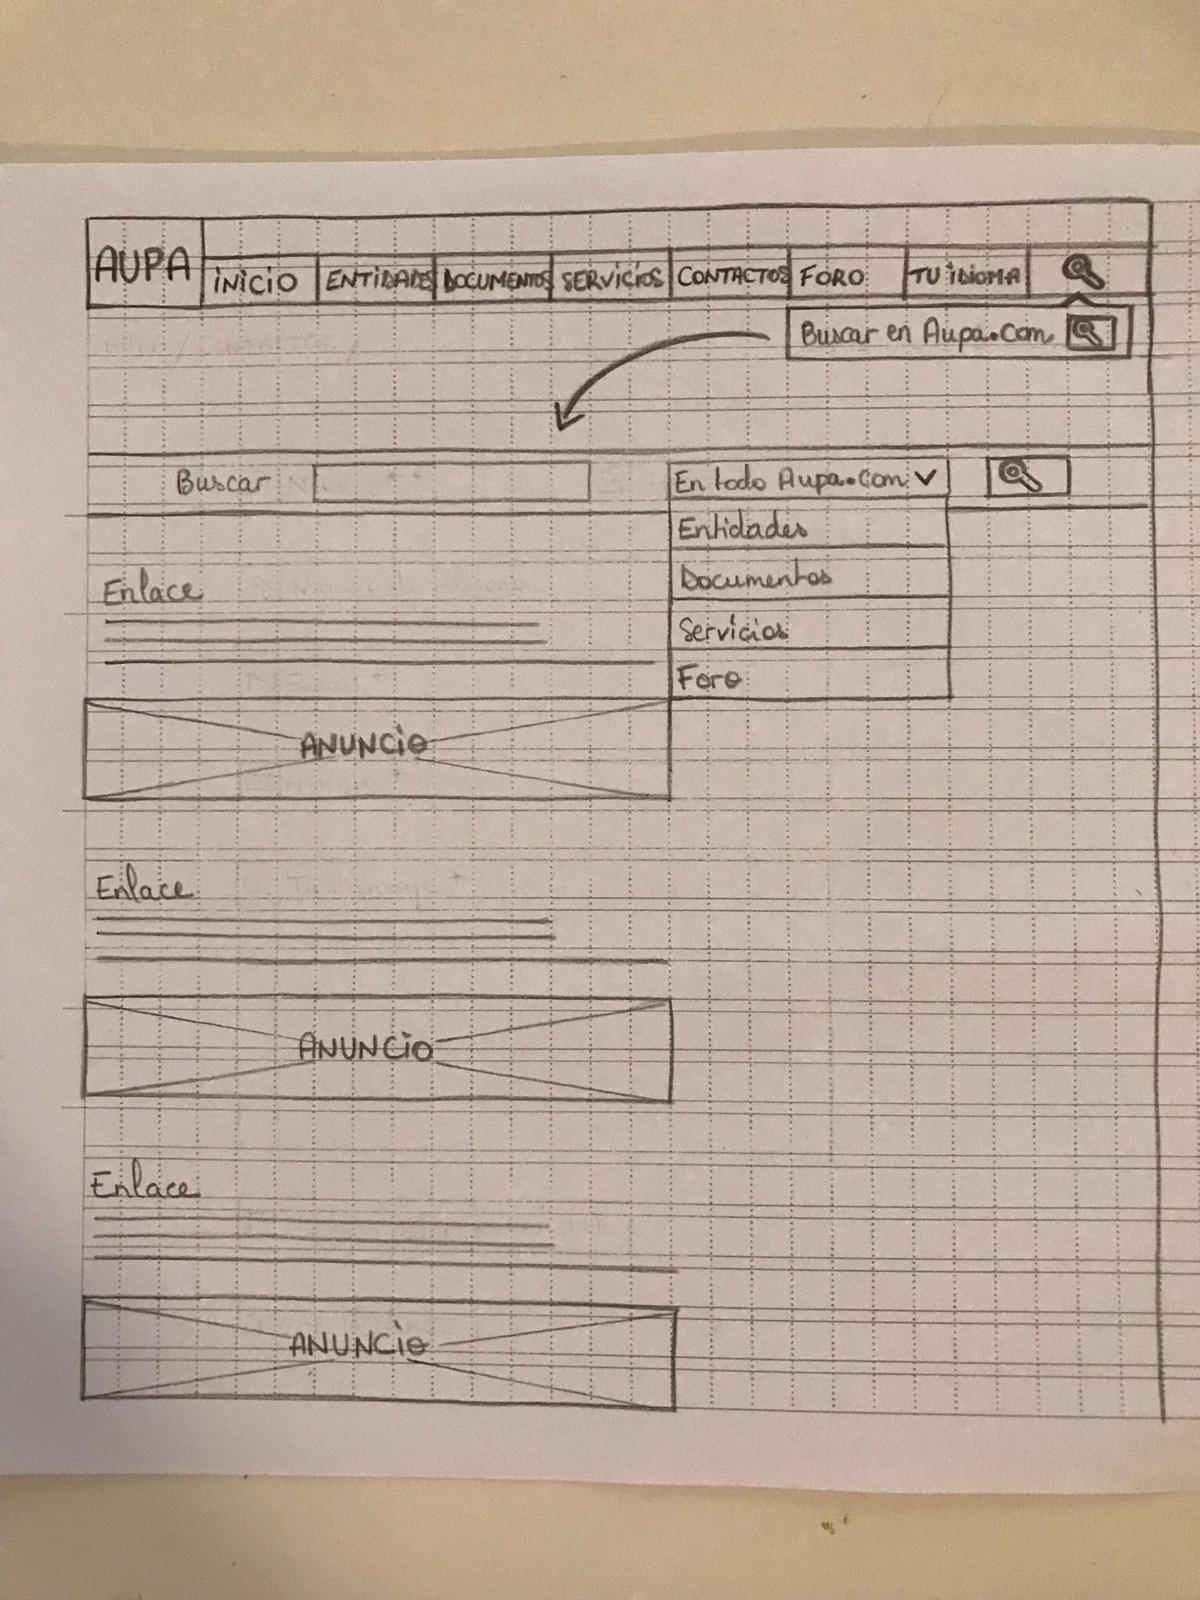 AUPA
INICIO ENTIDADES DOCUMENTOS SERVICIOS CONTACTOS FORO TU IDIOMA
Buscar en Aupa.com
Buscar En todo Aupa.com
Entidades
Documentos
Servicios
Foro
Enlace
ANUNCIO
Enlace
ANUNCIO
Enlace
ANUNCIO